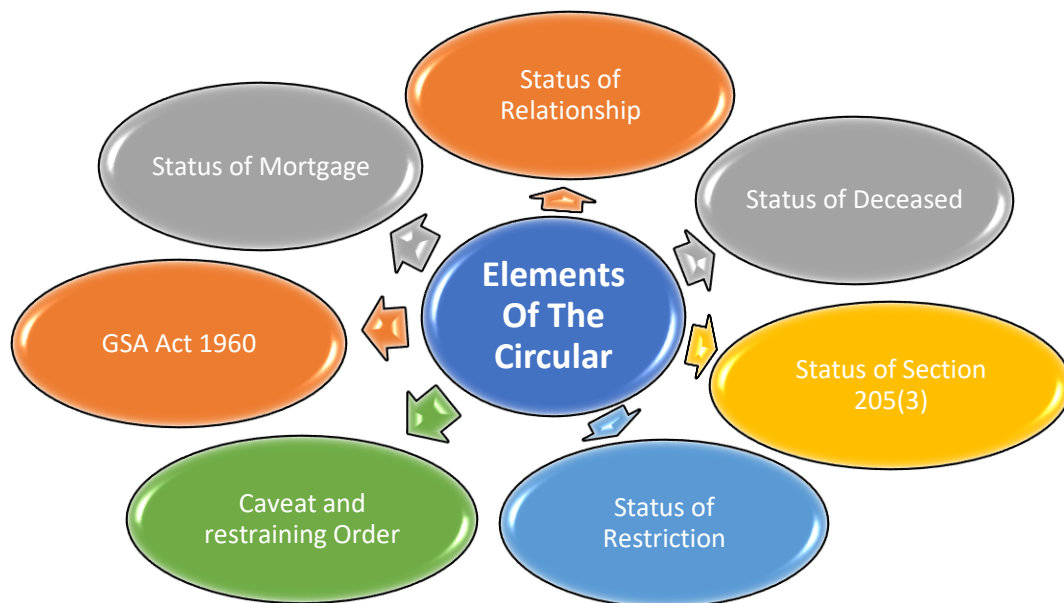 Status of
Relationship
Status of Mortgage
Status of Deceased
Elements
Of The
Circular
GSA Act 1960
Status of Section
205(3)
Caveat and
restraining Order
Status of
Restriction